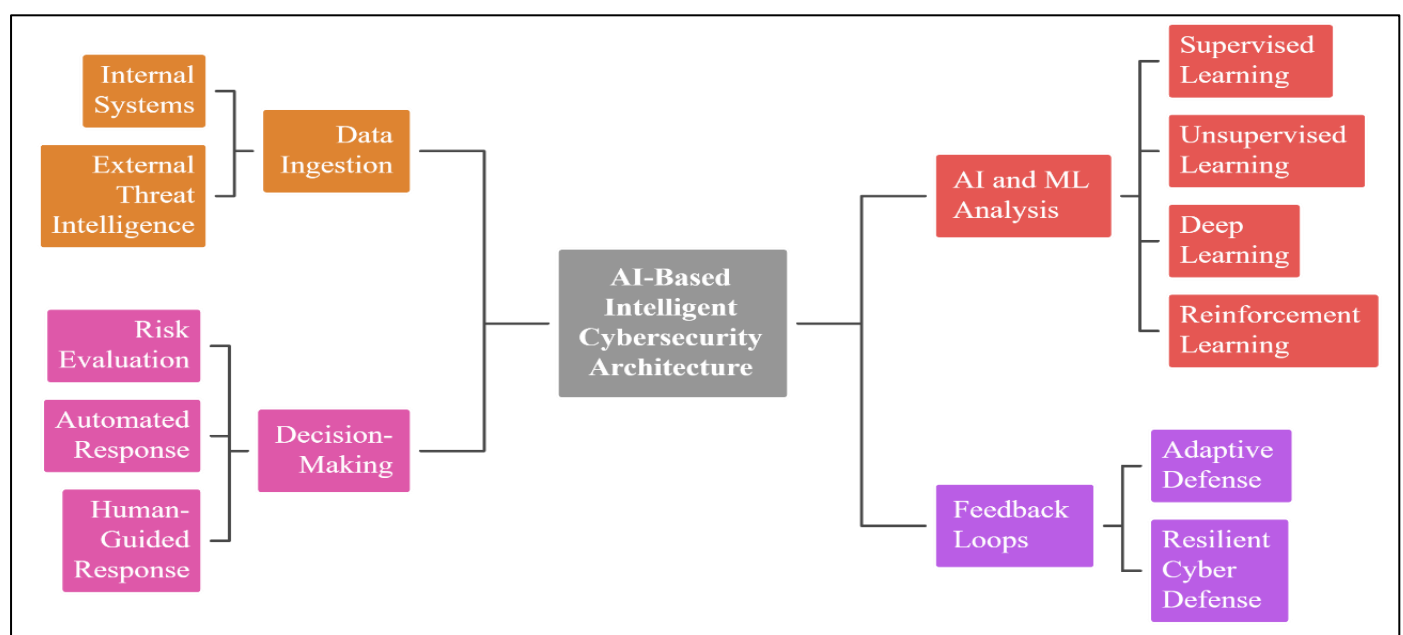 Internal
Systems
External
Threat
Intelligence
Data
Ingestion
Risk
Evaluation
Automated
Response
Human-
Guided
Response
Decision-
Making
AI-Based
Intelligent
Cybersecurity
Architecture
AI and ML
Analysis
Supervised
Learning
Unsupervised
Learning
Deep
Learning
Reinforcement
Learning
Feedback
Loops
Adaptive
Defense
Resilient
Cyber
Defense